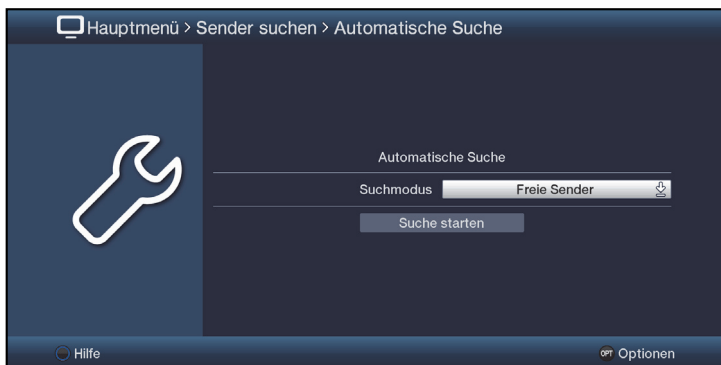 Hauptmenü > Sender suchen > Automatische Suche
Automatische Suche
Suchmodus Freie Sender
Suche starten
Hilfe OPT Optionen